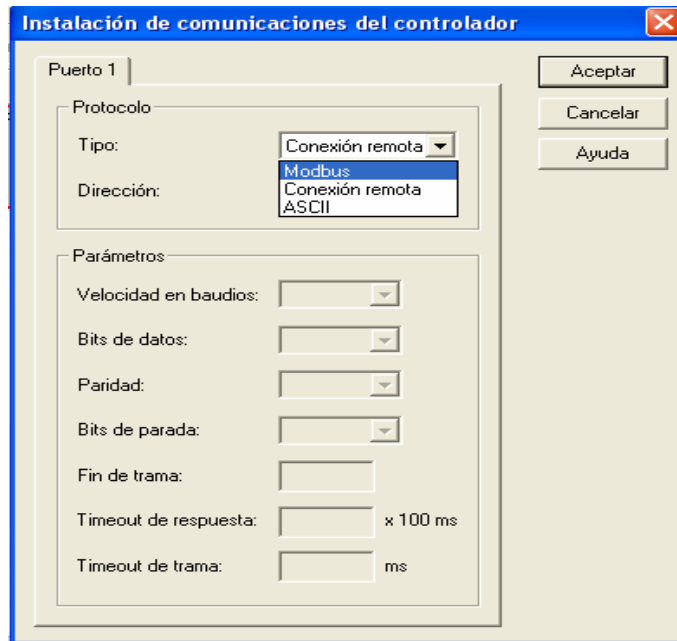 Instalación de comunicaciones del controlador
Puerto 1
Aceptar
Cancelar
Ayuda
Protocolo
Tipo:
Conexión remota
Modbus
Conexión remota
ASCII
Dirección:
Parámetros
Velocidad en baudios:
Bits de datos:
Paridad:
Bits de parada:
Fin de trama:
Timeout de respuesta: x 100 ms
Timeout de trama: ms